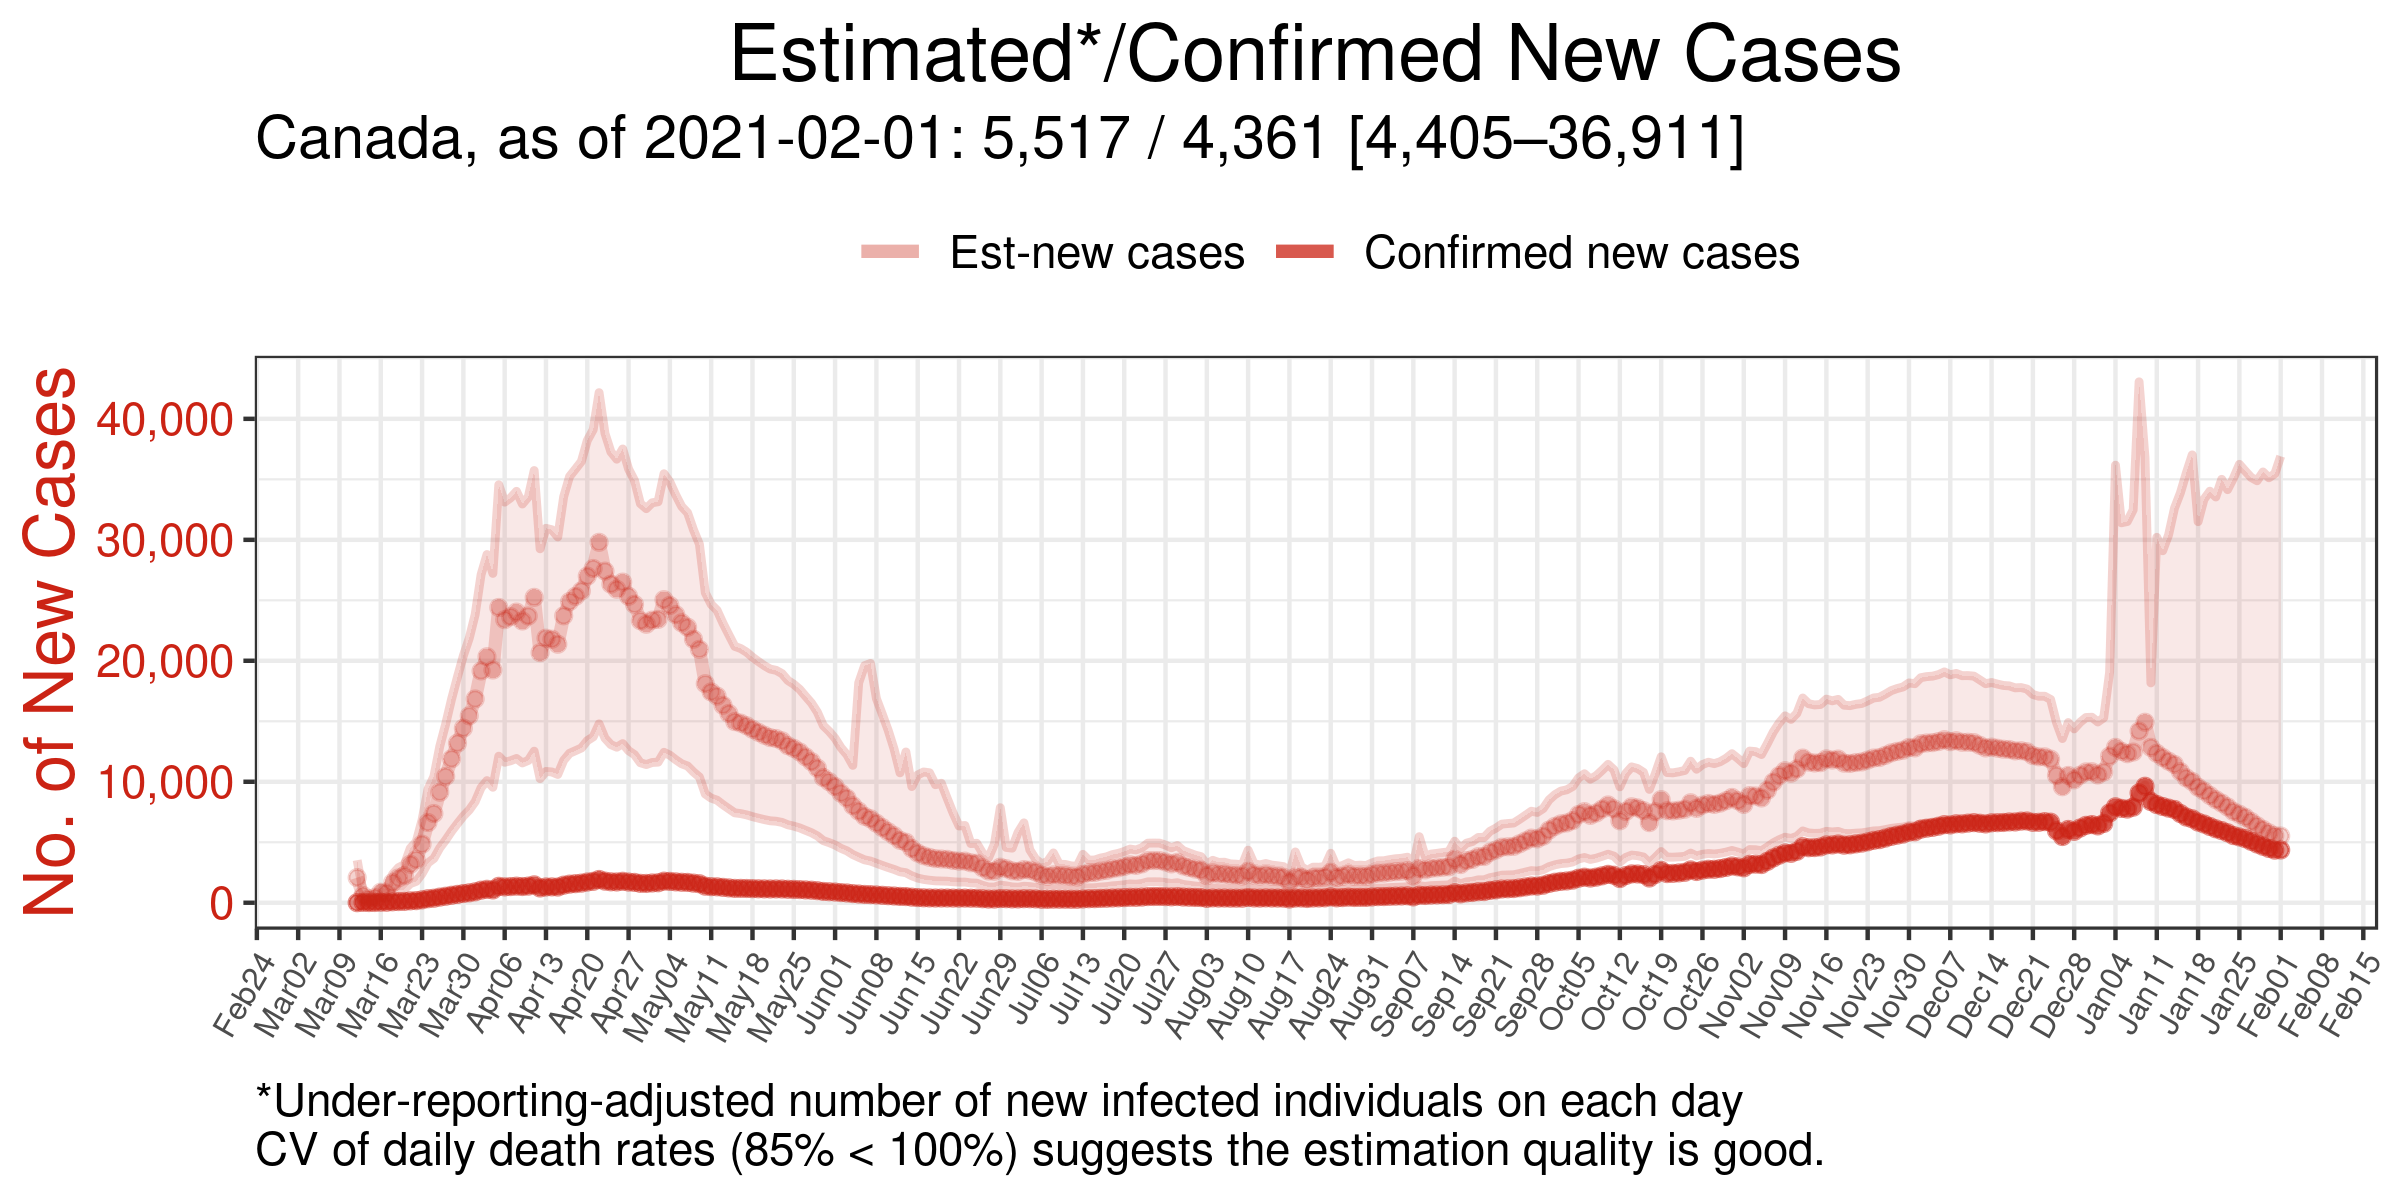 Estimated*/Confirmed New Cases
Canada, as of 2021-02-01: 5,517 / 4,361 [4,405–36,911]
Est-new cases Confirmed new cases
No. of New Cases
40,000
30,000
20,000
10,000
0
Feb24 Mar02 Mar09 Mar16 Mar23 Mar30 Apr06 Apr13 Apr20 Apr27 May04 May11 May18 May25 Jun01 Jun08 Jun15 Jun22 Jun29 Jul06 Jul13 Jul20 Jul27 Aug03 Aug10 Aug17 Aug24 Aug31 Sep07 Sep14 Sep21 Sep28 Oct05 Oct12 Oct19 Oct26 Nov02 Nov09 Nov16 Nov23 Nov30 Dec07 Dec14 Dec21 Dec28 Jan04 Jan11 Jan18 Jan25 Feb01 Feb08 Feb15
*Under-reporting-adjusted number of new infected individuals on each day
CV of daily death rates (85% < 100%) suggests the estimation quality is good.